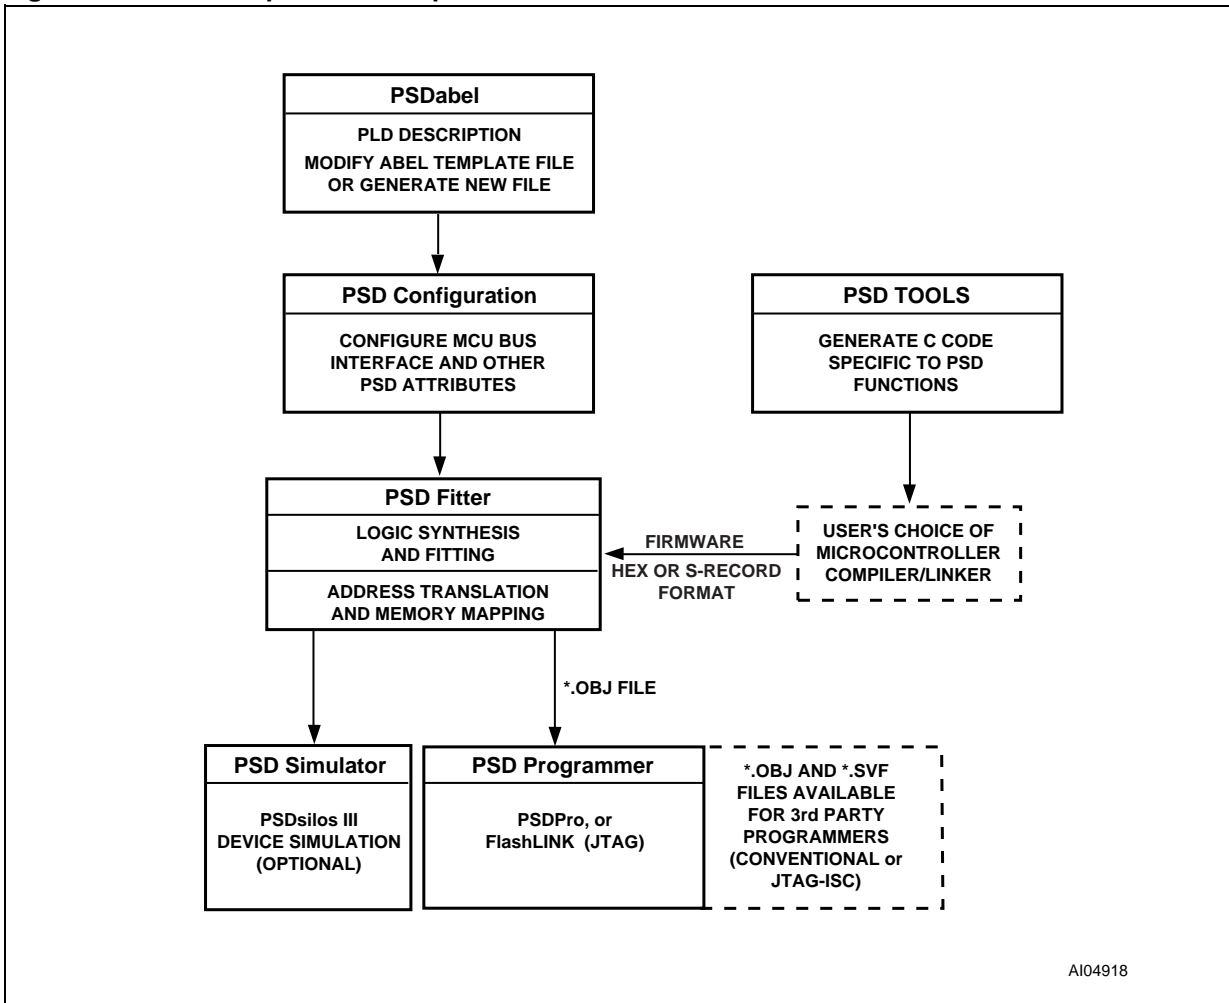 PSDabel
PLD DESCRIPTION
MODIFY ABEL TEMPLATE FILE
OR GENERATE NEW FILE
PSD Configuration
CONFIGURE MCU BUS
INTERFACE AND OTHER
PSD ATTRIBUTES
PSD TOOLS
GENERATE C CODE
SPECIFIC TO PSD
FUNCTIONS
PSD Fitter
LOGIC SYNTHESIS
AND FITTING
ADDRESS TRANSLATION
AND MEMORY MAPPING
FIRMWARE
HEX OR S-RECORD
FORMAT
USER'S CHOICE OF
MICROCONTROLLER
COMPILER/LINKER
*.OBJ FILE
PSD Simulator
PSDsilos III
DEVICE SIMULATION
(OPTIONAL)
PSD Programmer
PSDPro, or
FlashLINK (JTAG)
*.OBJ AND *.SVF
FILES AVAILABLE
FOR 3rd PARTY
PROGRAMMERS
(CONVENTIONAL or
JTAG-ISC)
AI04918